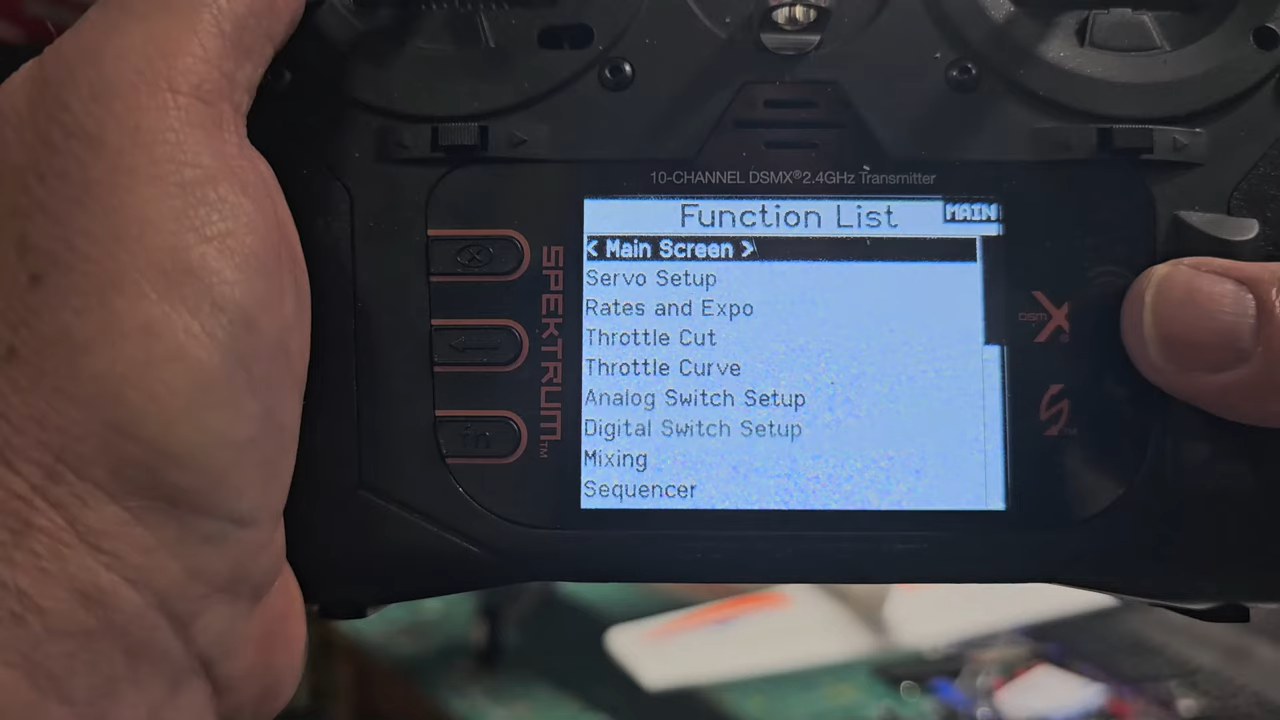 10-CHANNEL DSMX® 2.4GHz Transmitter
Function List
MAIN
< Main Screen >
Servo Setup
Rates and Expo
Throttle Cut
Throttle Curve
Analog Switch Setup
Digital Switch Setup
Mixing
Sequencer
SPEKTRUM™
DSMX®